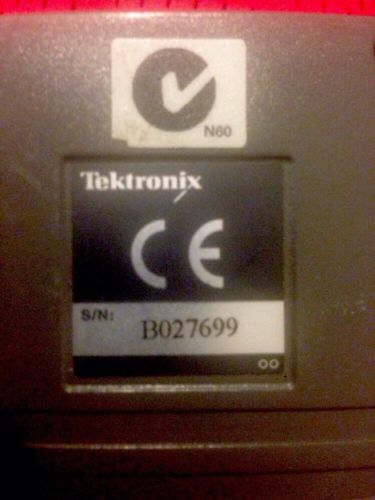 N60
Tektronix
CE
S/N:
B027699